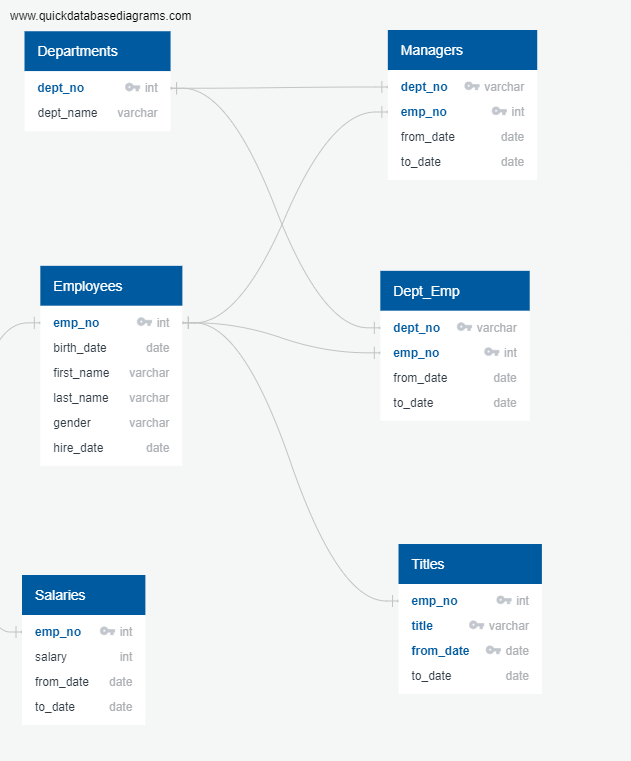 www.quickdatabasediagrams.com
Departments
dept_no int
dept_name varchar
Managers
dept_no varchar
emp_no int
from_date date
to_date date
Employees
emp_no int
birth_date date
first_name varchar
last_name varchar
gender varchar
hire_date date
Dept_Emp
dept_no varchar
emp_no int
from_date date
to_date date
Salaries
emp_no int
salary int
from_date date
to_date date
Titles
emp_no int
title varchar
from_date date
to_date date